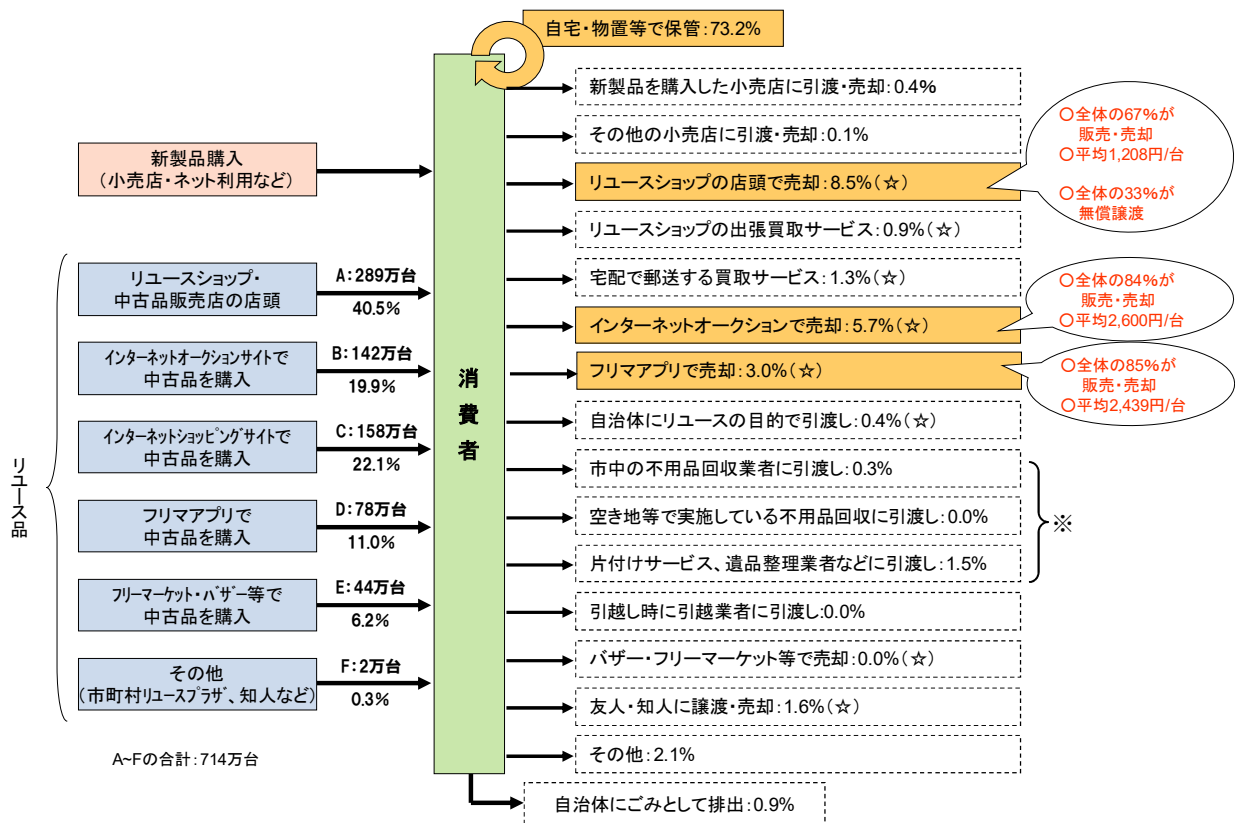 自宅・物置等で保管:73.2%
新製品を購入した小売店に引渡・売却:0.4%
その他の小売店に引渡・売却:0.1%
リユースショップの店頭で売却:8.5%(☆)
リユースショップの出張買取サービス:0.9%(☆)
宅配で郵送する買取サービス:1.3%(☆)
インターネットオークションで売却:5.7%(☆)
フリマアプリで売却:3.0%(☆)
自治体にリユースの目的で引渡し:0.4%(☆)
市中の不用品回収業者に引渡し:0.3%
空き地等で実施している不用品回収に引渡し:0.0%
片付けサービス、遺品整理業者などに引渡し:1.5%
※
引越し時に引越業者に引渡し:0.0%
バザー・フリーマーケット等で売却:0.0%(☆)
友人・知人に譲渡・売却:1.6%(☆)
その他:2.1%
自治体にごみとして排出:0.9%
○全体の67%が
販売・売却
○平均1,208円/台
○全体の33%が
無償譲渡
○全体の84%が
販売・売却
○平均2,600円/台
○全体の85%が
販売・売却
○平均2,439円/台
消費者
新製品購入
(小売店・ネット利用など)
リユース品
リユースショップ・
中古品販売店の店頭
A:289万台
40.5%
インターネットオークションサイトで
中古品を購入
B:142万台
19.9%
インターネットショッピングサイトで
中古品を購入
C:158万台
22.1%
フリマアプリで
中古品を購入
D:78万台
11.0%
フリーマーケット・バザー等で
中古品を購入
E:44万台
6.2%
その他
(市町村リユースプラザ、知人など)
F:2万台
0.3%
A~Fの合計:714万台